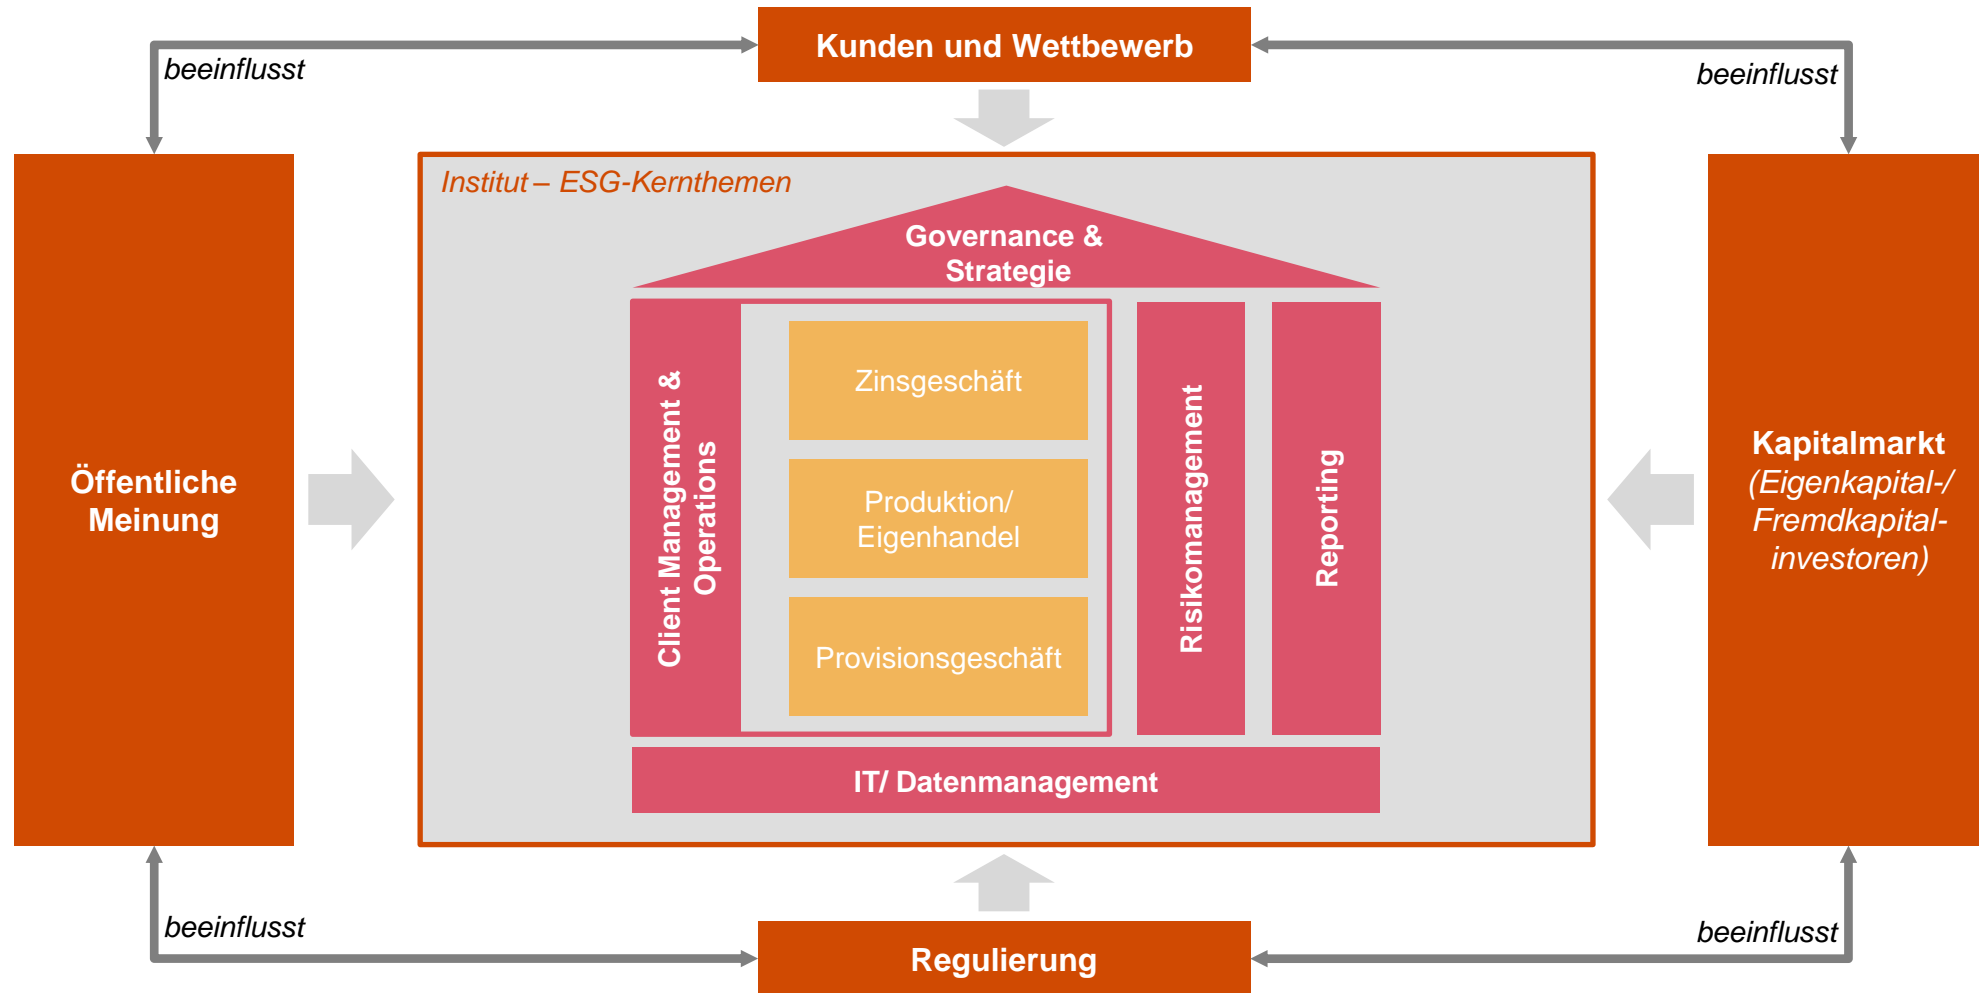 Kunden und Wettbewerb
beeinflusst
beeinflusst
Institut – ESG-Kernthemen
Governance &
Strategie
Öffentliche
Meinung
Client Management &
Operations
Zinsgeschäft
Produktion/
Eigenhandel
Provisionsgeschäft
Risikomanagement
Reporting
Kapitalmarkt
(Eigenkapital-/
Fremdkapital-
investoren)
IT/ Datenmanagement
beeinflusst
beeinflusst
Regulierung